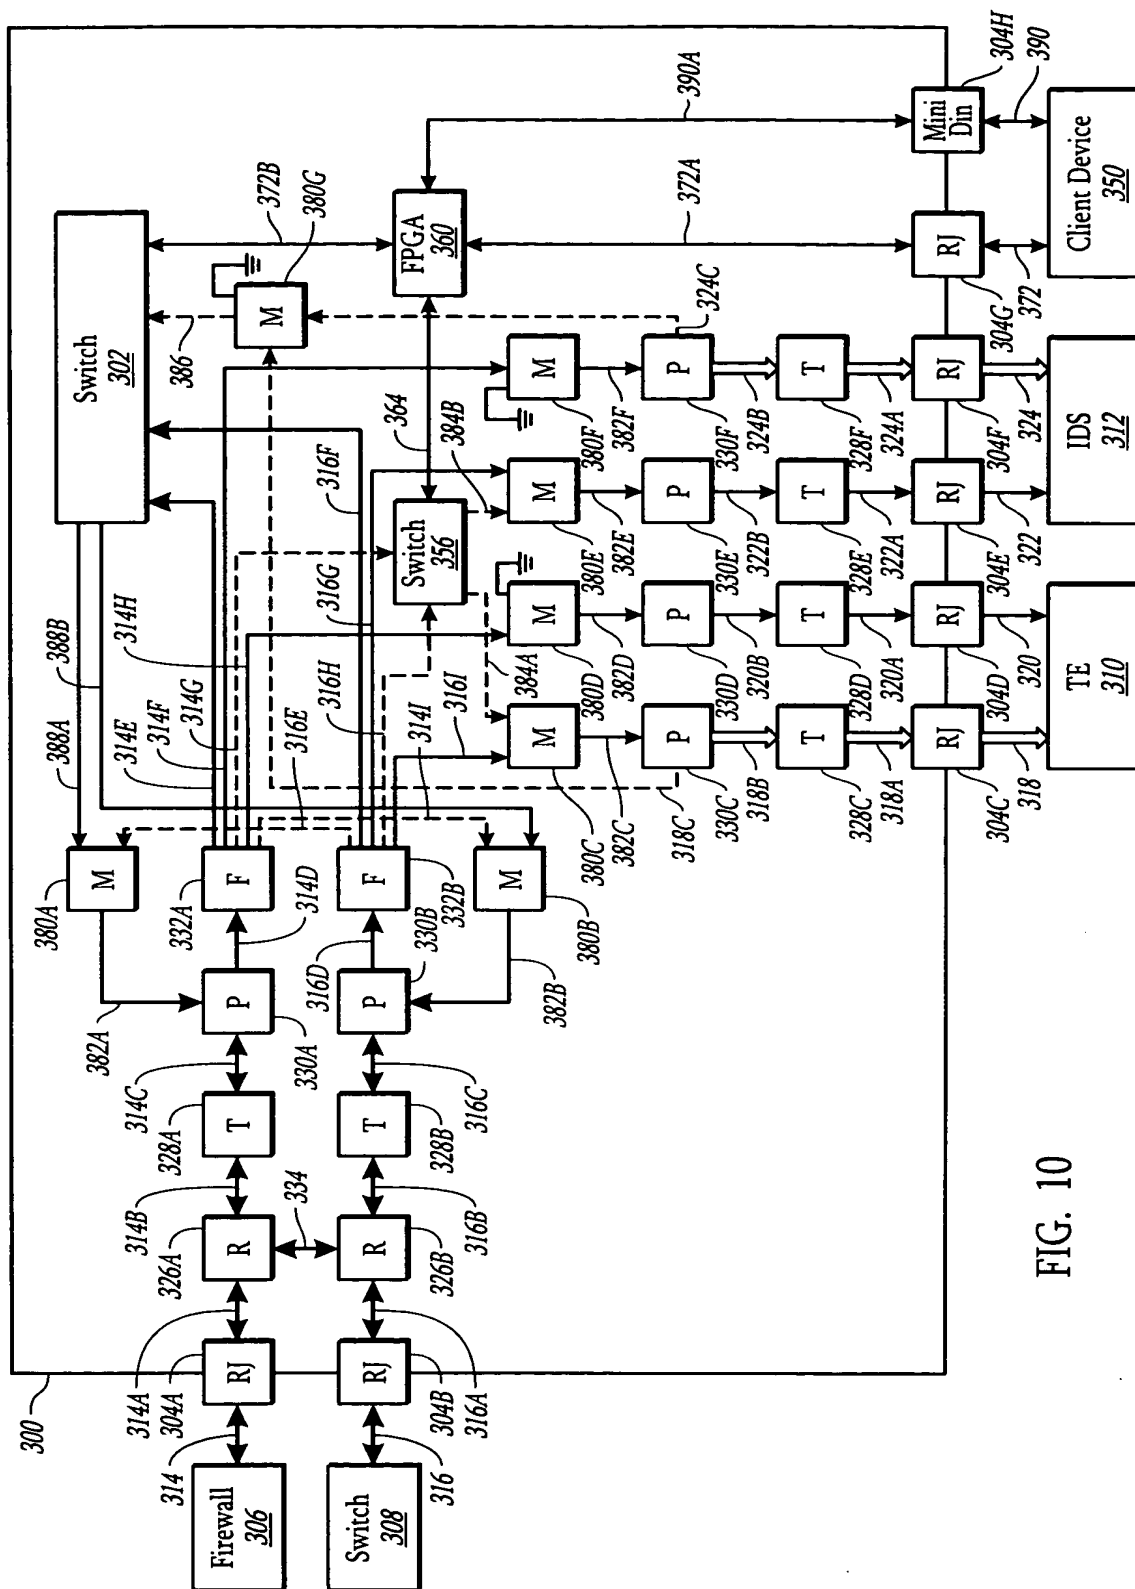 300
388A
388B
314E
314F
314G
314H
316E
316F
316G
316H
314I
316I
Switch
302
372B
380G
386
380A
M
382A
332A
F
314D
316D
330B
332B
F
M
380B
382B
M
FPGA
360
390A
372A
364
384B
Switch
356
384A
314
314A
304A
RJ
326A
R
314B
328A
T
314C
P
330A
334
316
304B
RJ
316A
R
326B
316B
T
328B
316C
P
Firewall
306
Switch
308
M
380C
382C
318C
M
380D
382D
M
380E
382E
M
380F
382F
324C
P
330C
318B
P
330D
320B
P
330E
322B
P
330F
324B
T
328C
318A
T
328D
320A
T
328E
322A
T
328F
324A
RJ
304C
318
RJ
304D
320
RJ
304E
322
RJ
304F
324
RJ
304G
372
Mini
Din
304H
390
TE
310
IDS
312
Client Device
350
FIG. 10